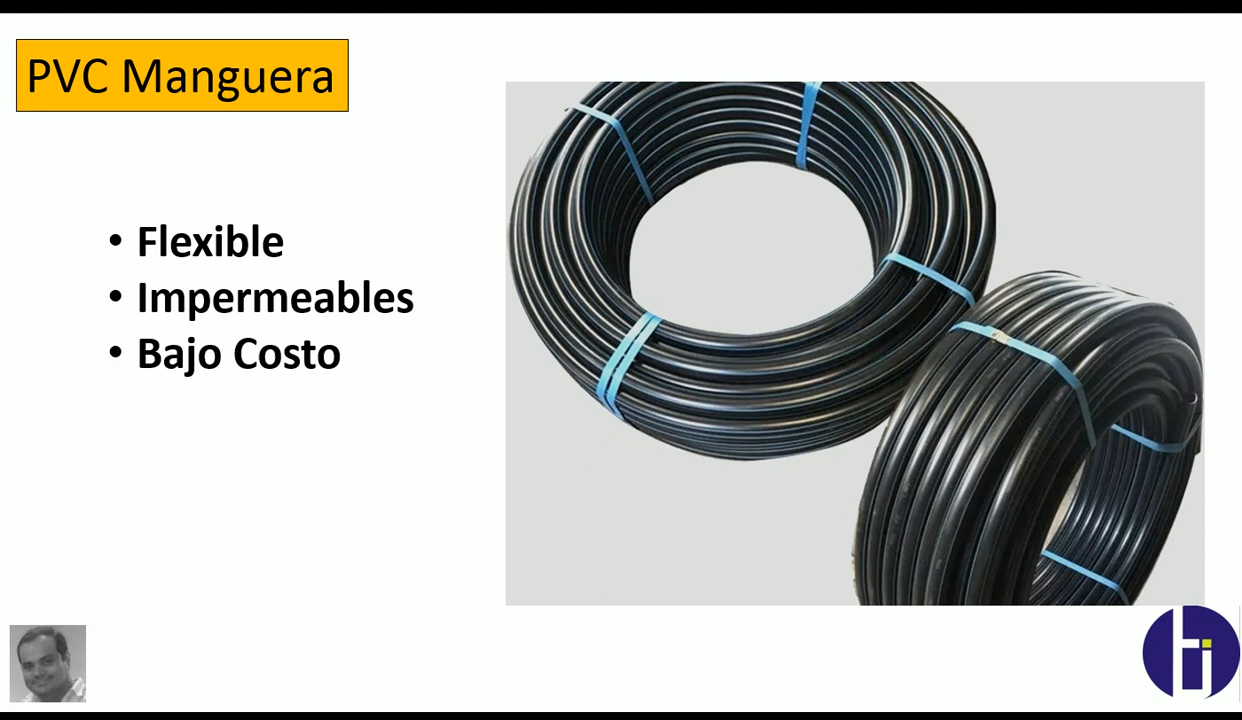 PVC Manguera
• Flexible
• Impermeables
• Bajo Costo